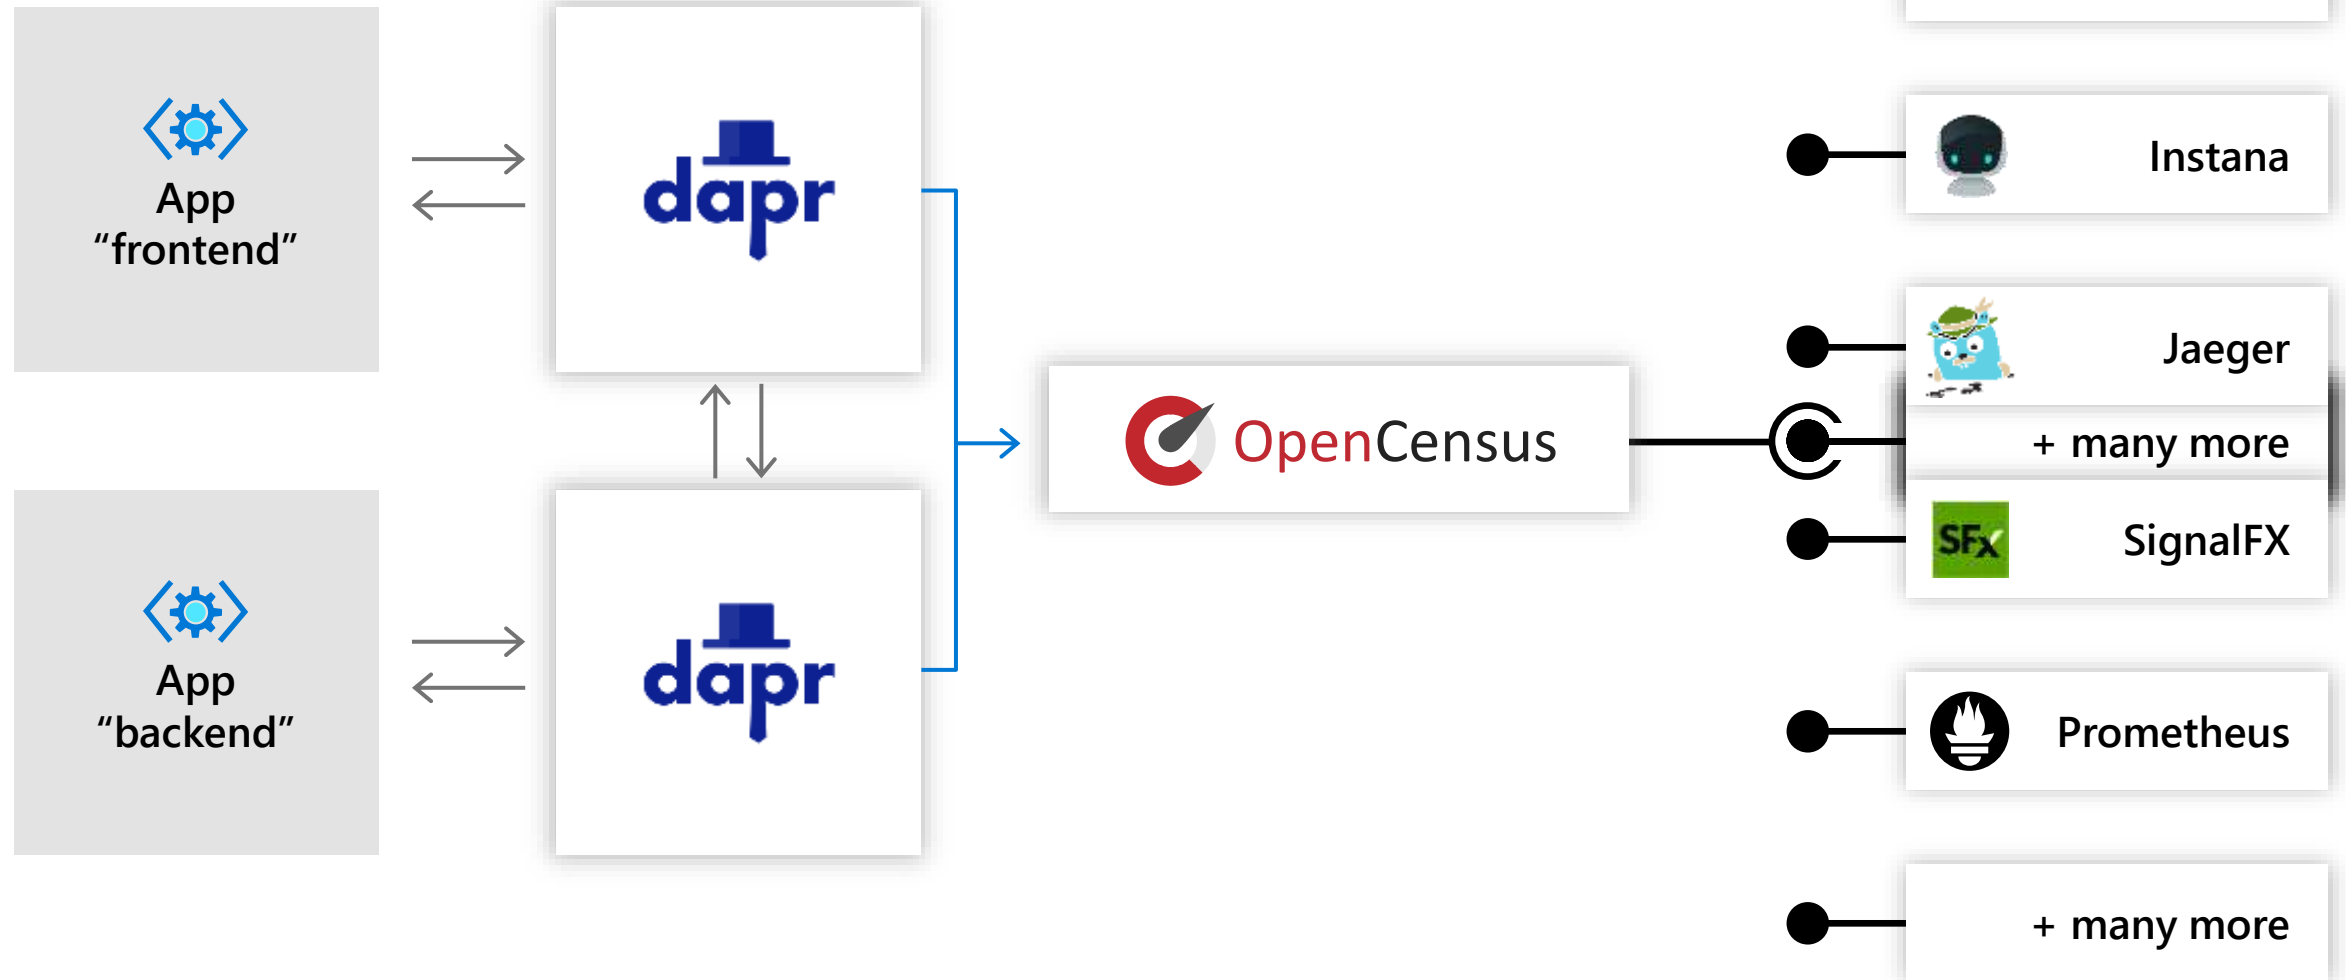 App
“frontend”
dapr
App
“backend”
dapr
OpenCensus
Instana
Jaeger
+ many more
SFx
SignalFX
Prometheus
+ many more